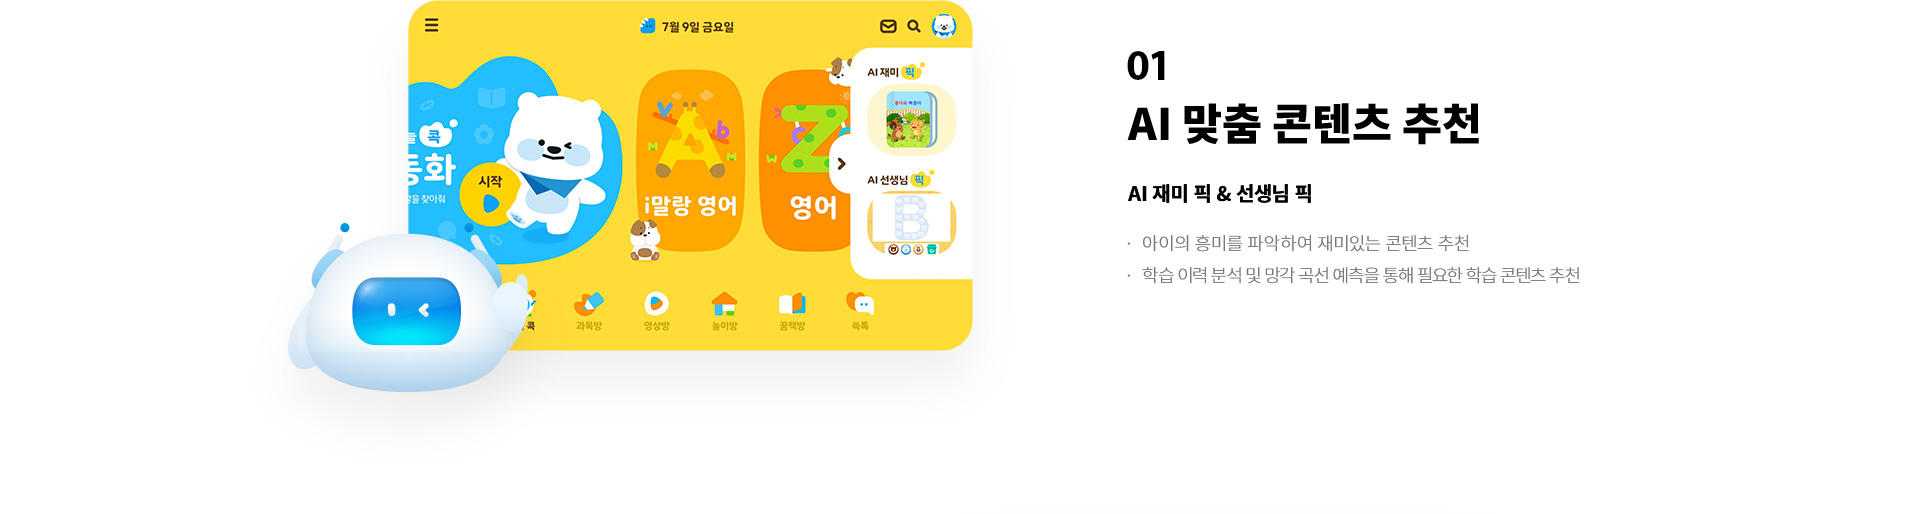 7월 9일 금요일
콕
동화
을 찾아줘
시작
i말랑 영어
영어
AI 재미 픽
AI 선생님 픽
콕
과목방
영상방
놀이방
꿈책방
쏙톡
01
AI 맞춤 콘텐츠 추천
AI 재미 픽 & 선생님 픽
· 아이의 흥미를 파악하여 재미있는 콘텐츠 추천
· 학습 이력 분석 및 망각 곡선 예측을 통해 필요한 학습 콘텐츠 추천